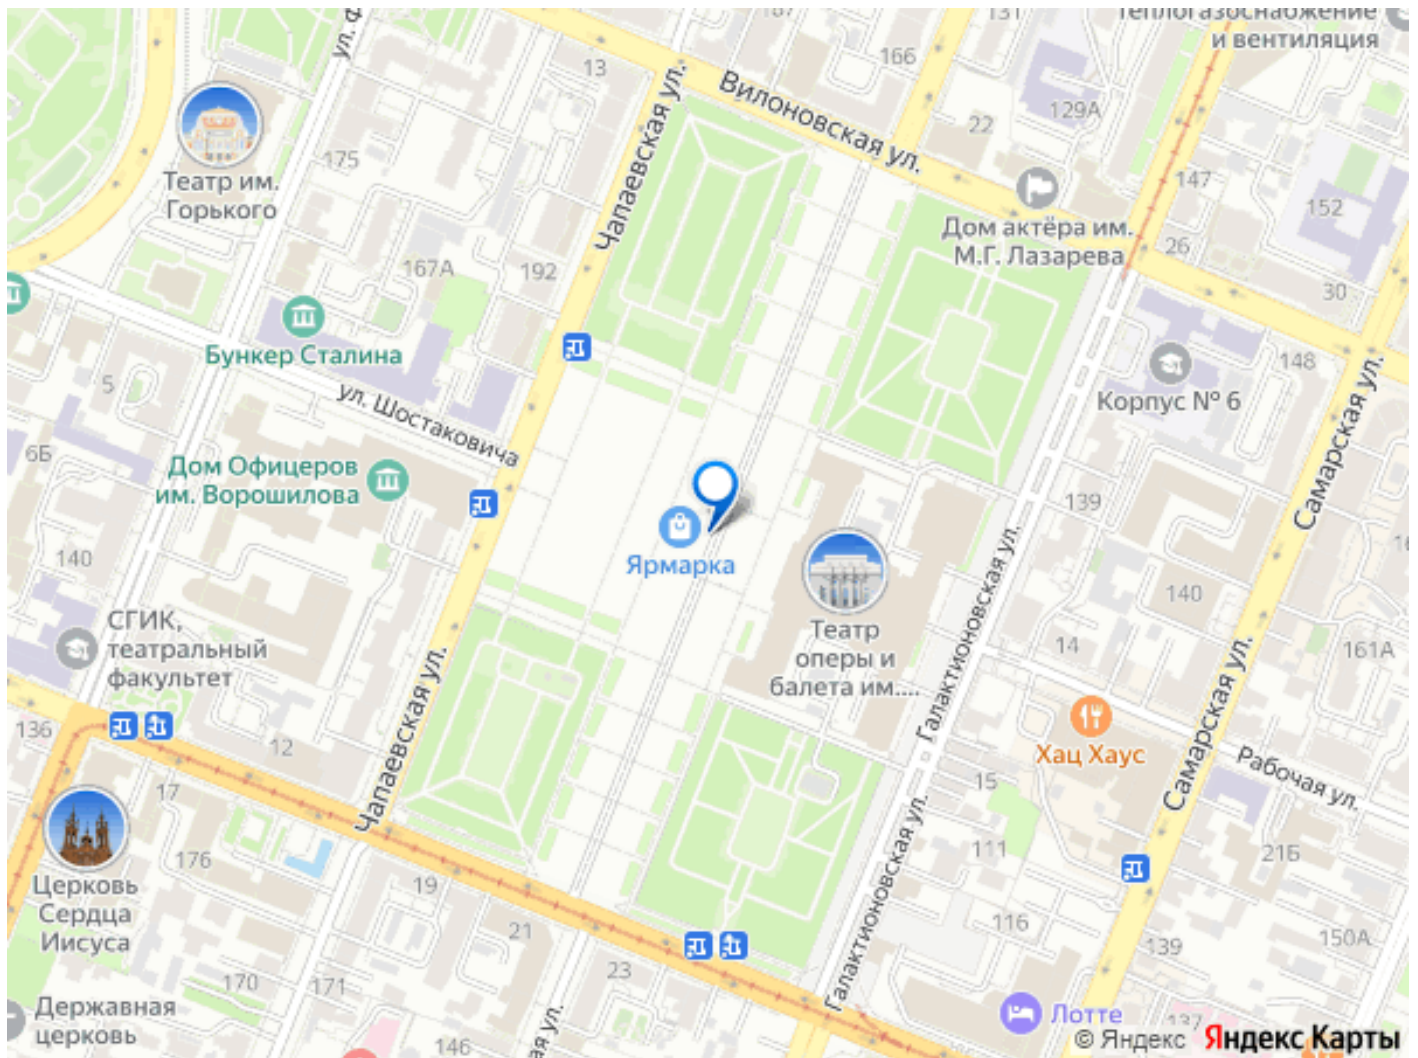 теплогазоснабжение
и вентиляция
131
187
166
13
ул. Ф
Вилоновская ул.
129А
22
Чапаевская ул.
175
Театр им.
Горького
147
152
Дом актёра им.
М.Г. Лазарева
26
167А
192
30
Бункер Сталина
148
5
ул. Шостаковича
Корпус № 6
Самарская ул.
6Б
Дом Офицеров
им. Ворошилова
139
Ярмарка
140
Галактионовская ул.
140
СГИК,
театральный
факультет
Театр
оперы и
балета им....
14
161А
Чапаевская ул.
Самарская ул.
136
12
Хац Хаус
Рабочая ул.
15
17
176
111
21Б
Галактионовская ул.
Церковь
Сердца
Иисуса
19
21
116
139
150А
23
170
171
Державная
церковь
146
ая ул.
Лотте
137
© Яндекс Яндекс Карты